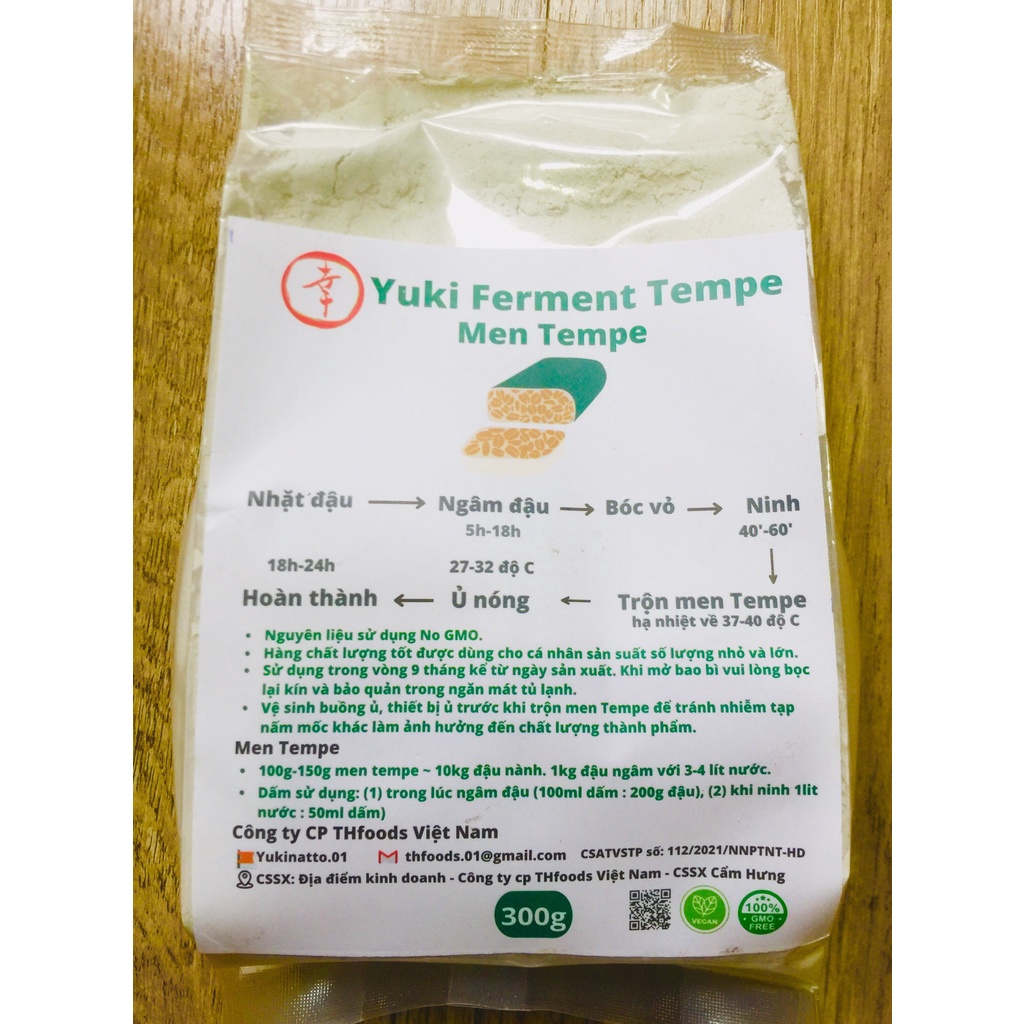 Yuki Ferment Tempe
Men Tempe
Nhặt đậu → Ngâm đậu → Bóc vỏ → Ninh
5h-18h 40'-60'
18h-24h 27-32 độ C
Hoàn thành ← Ủ nóng ← Trộn men Tempe
hạ nhiệt về 37-40 độ C
• Nguyên liệu sử dụng No GMO.
• Hàng chất lượng tốt được dùng cho cá nhân sản suất số lượng nhỏ và lớn.
• Sử dụng trong vòng 9 tháng kể từ ngày sản xuất. Khi mở bao bì vui lòng bọc
lại kín và bảo quản trong ngăn mát tủ lạnh.
• Vệ sinh buồng ủ, thiết bị ủ trước khi trộn men Tempe để tránh nhiễm tạp
nấm mốc khác làm ảnh hưởng đến chất lượng thành phẩm.
Men Tempe
• 100g-150g men tempe ~ 10kg đậu nành. 1kg đậu ngâm với 3-4 lít nước.
• Dấm sử dụng: (1) trong lúc ngâm đậu (100ml dấm : 200g đậu), (2) khi ninh 1lit
nước : 50ml dấm)
Công ty CP THfoods Việt Nam
Yukinatto.01 thfoods.01@gmail.com CSATVSTP số: 112/2021/NNPTNT-HD
CSSX: Địa điểm kinh doanh - Công ty cp THfoods Việt Nam - CSSX Cẩm Hưng
300g
VEGAN
100%
GMO
FREE